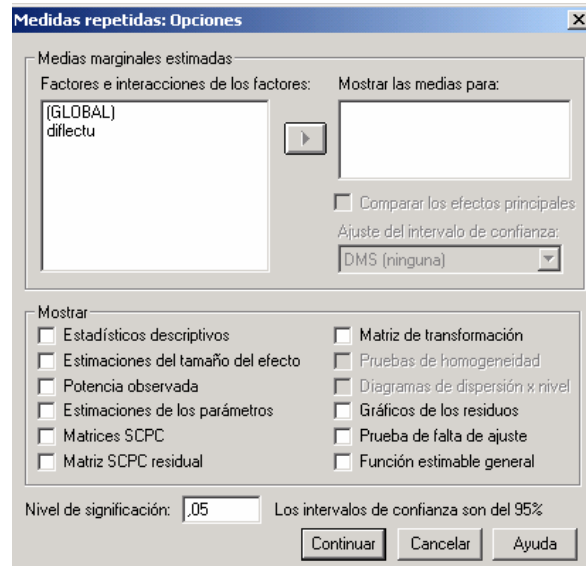 Medidas repetidas: Opciones
Medias marginales estimadas
Factores e interacciones de los factores:
(GLOBAL)
diflectu
Mostrar las medias para:
Comparar los efectos principales
Ajuste del intervalo de confianza:
DMS (ninguna)
Mostrar
Estadísticos descriptivos
Estimaciones del tamaño del efecto
Potencia observada
Estimaciones de los parámetros
Matrices SCPC
Matriz SCPC residual
Matriz de transformación
Pruebas de homogeneidad
Diagramas de dispersión x nivel
Gráficos de los residuos
Prueba de falta de ajuste
Función estimable general
Nivel de significación: ,05 Los intervalos de confianza son del 95%
Continuar Cancelar Ayuda